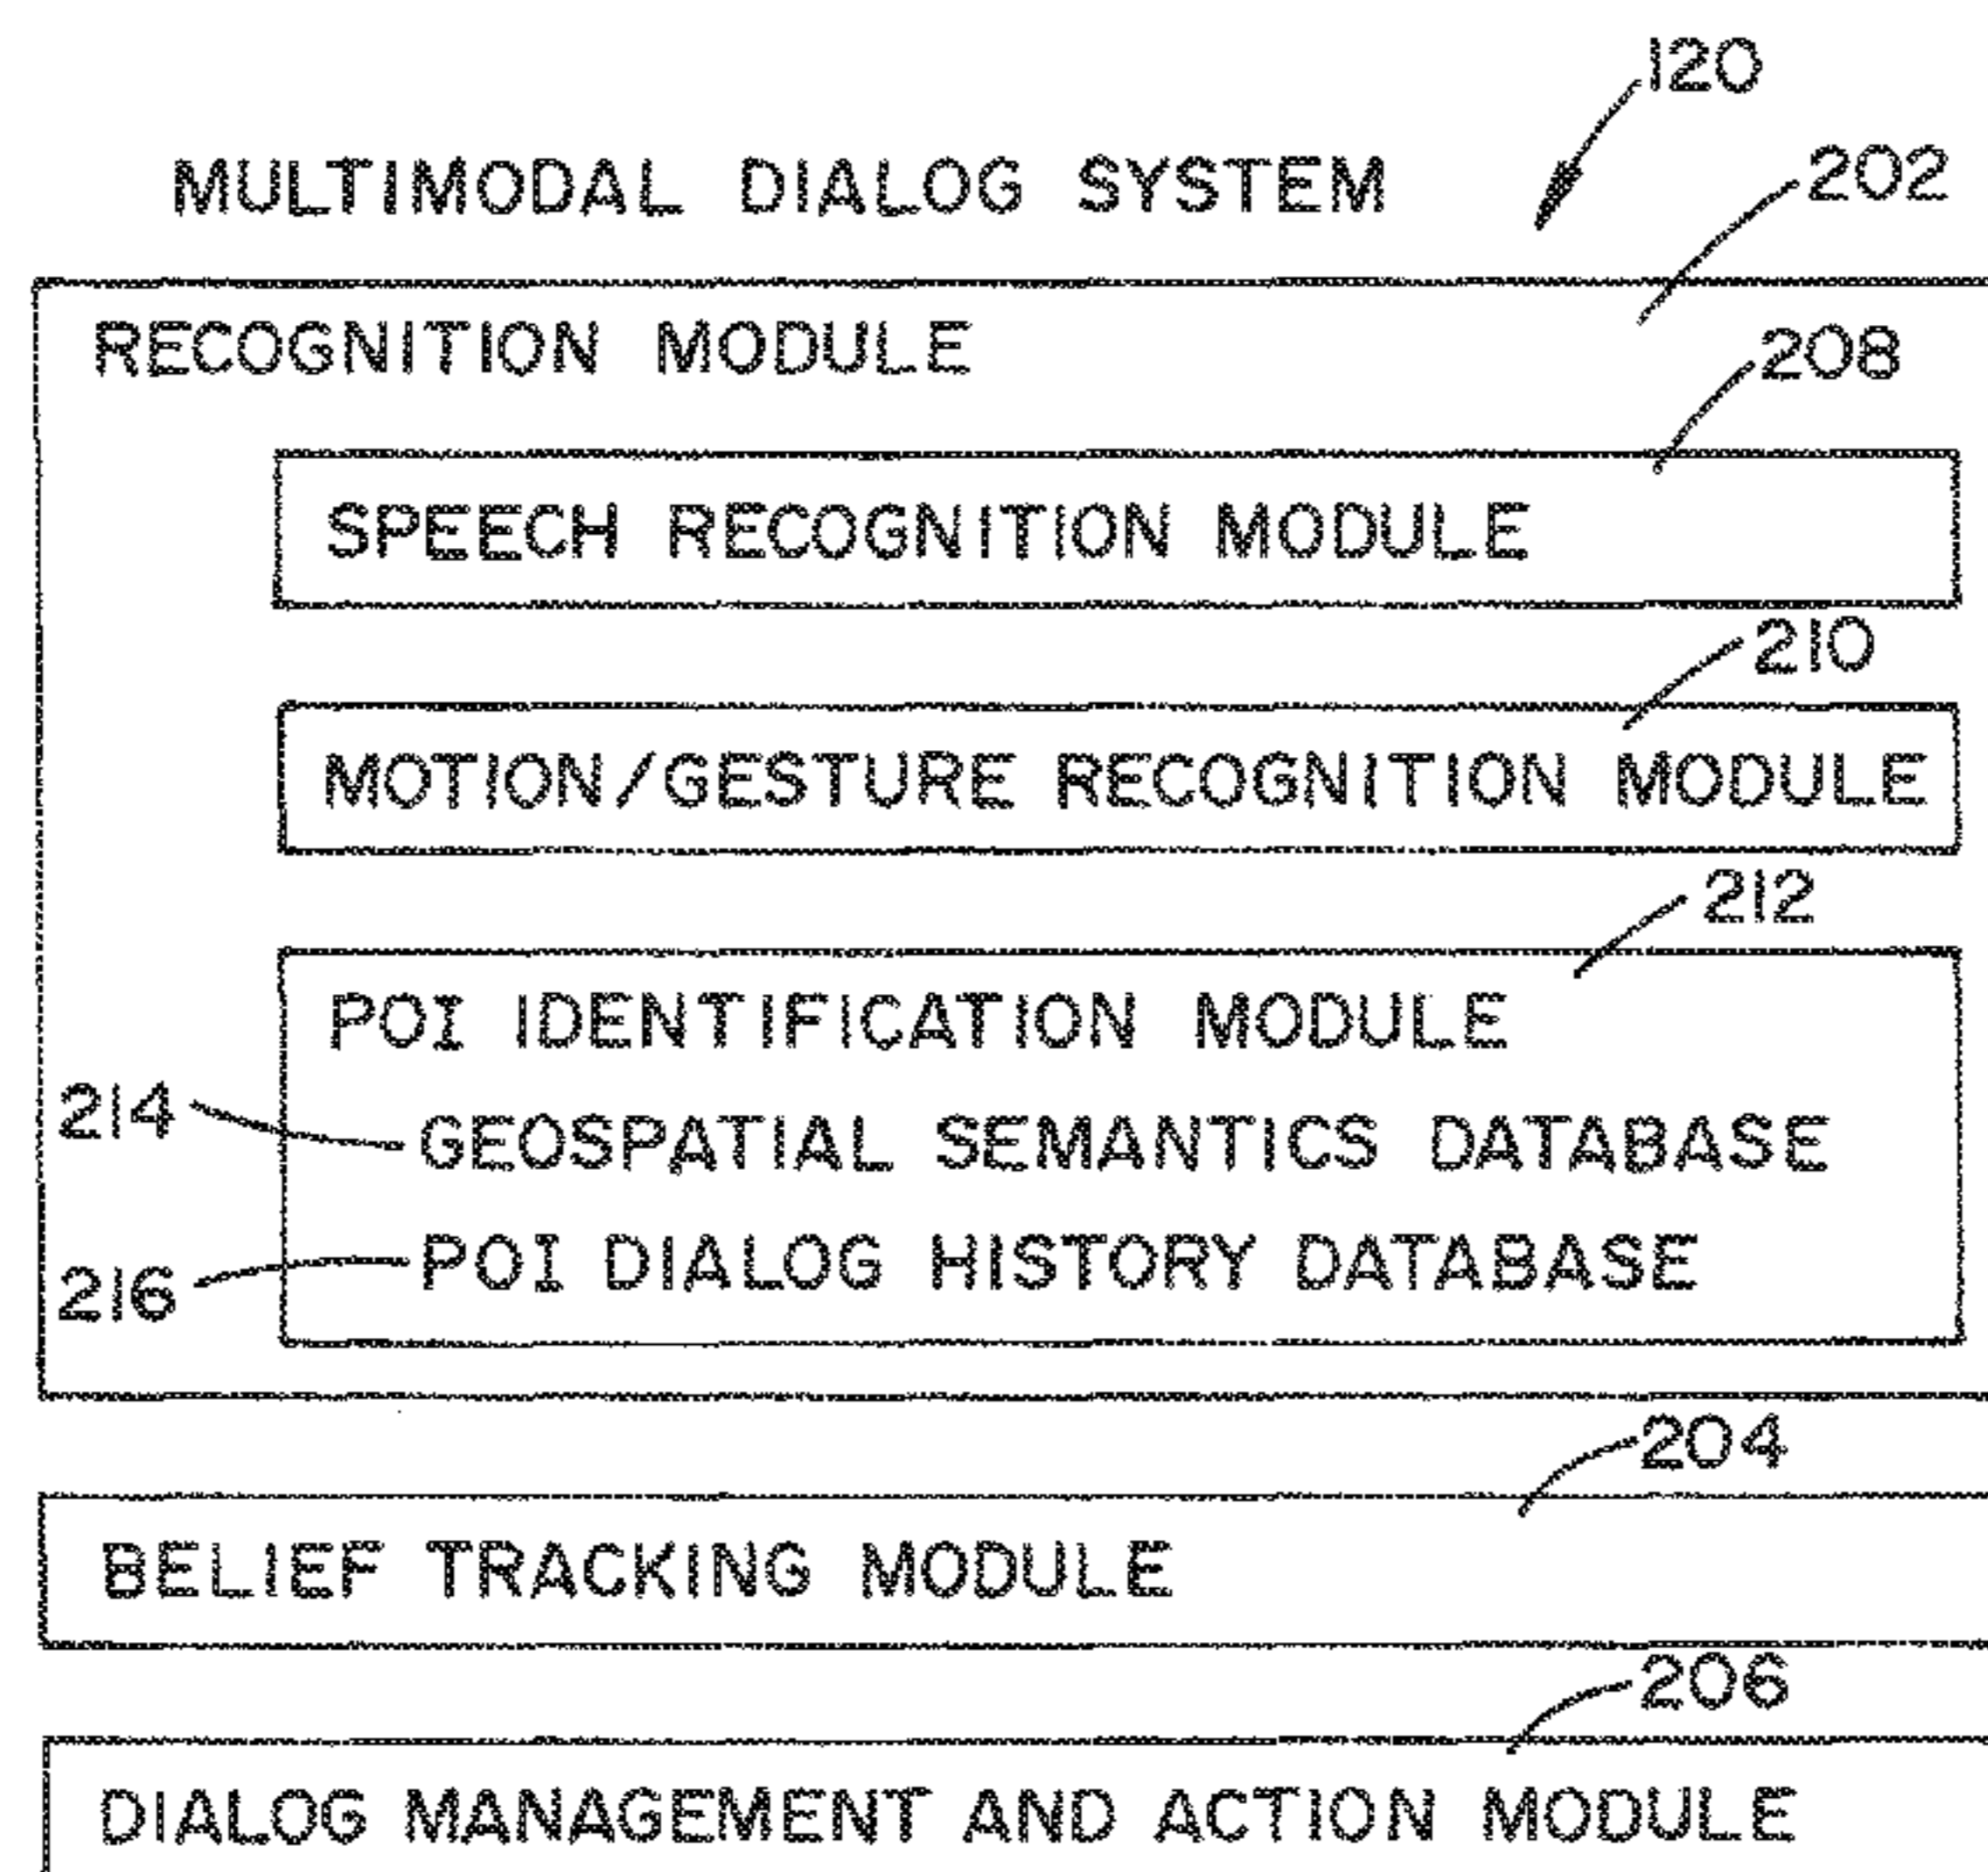 120
MULTIMODAL DIALOG SYSTEM
202
RECOGNITION MODULE
208
SPEECH RECOGNITION MODULE
210
MOTION/GESTURE RECOGNITION MODULE
212
POI IDENTIFICATION MODULE
214 GEOSPATIAL SEMANTICS DATABASE
216 POI DIALOG HISTORY DATABASE
204
BELIEF TRACKING MODULE
206
DIALOG MANAGEMENT AND ACTION MODULE